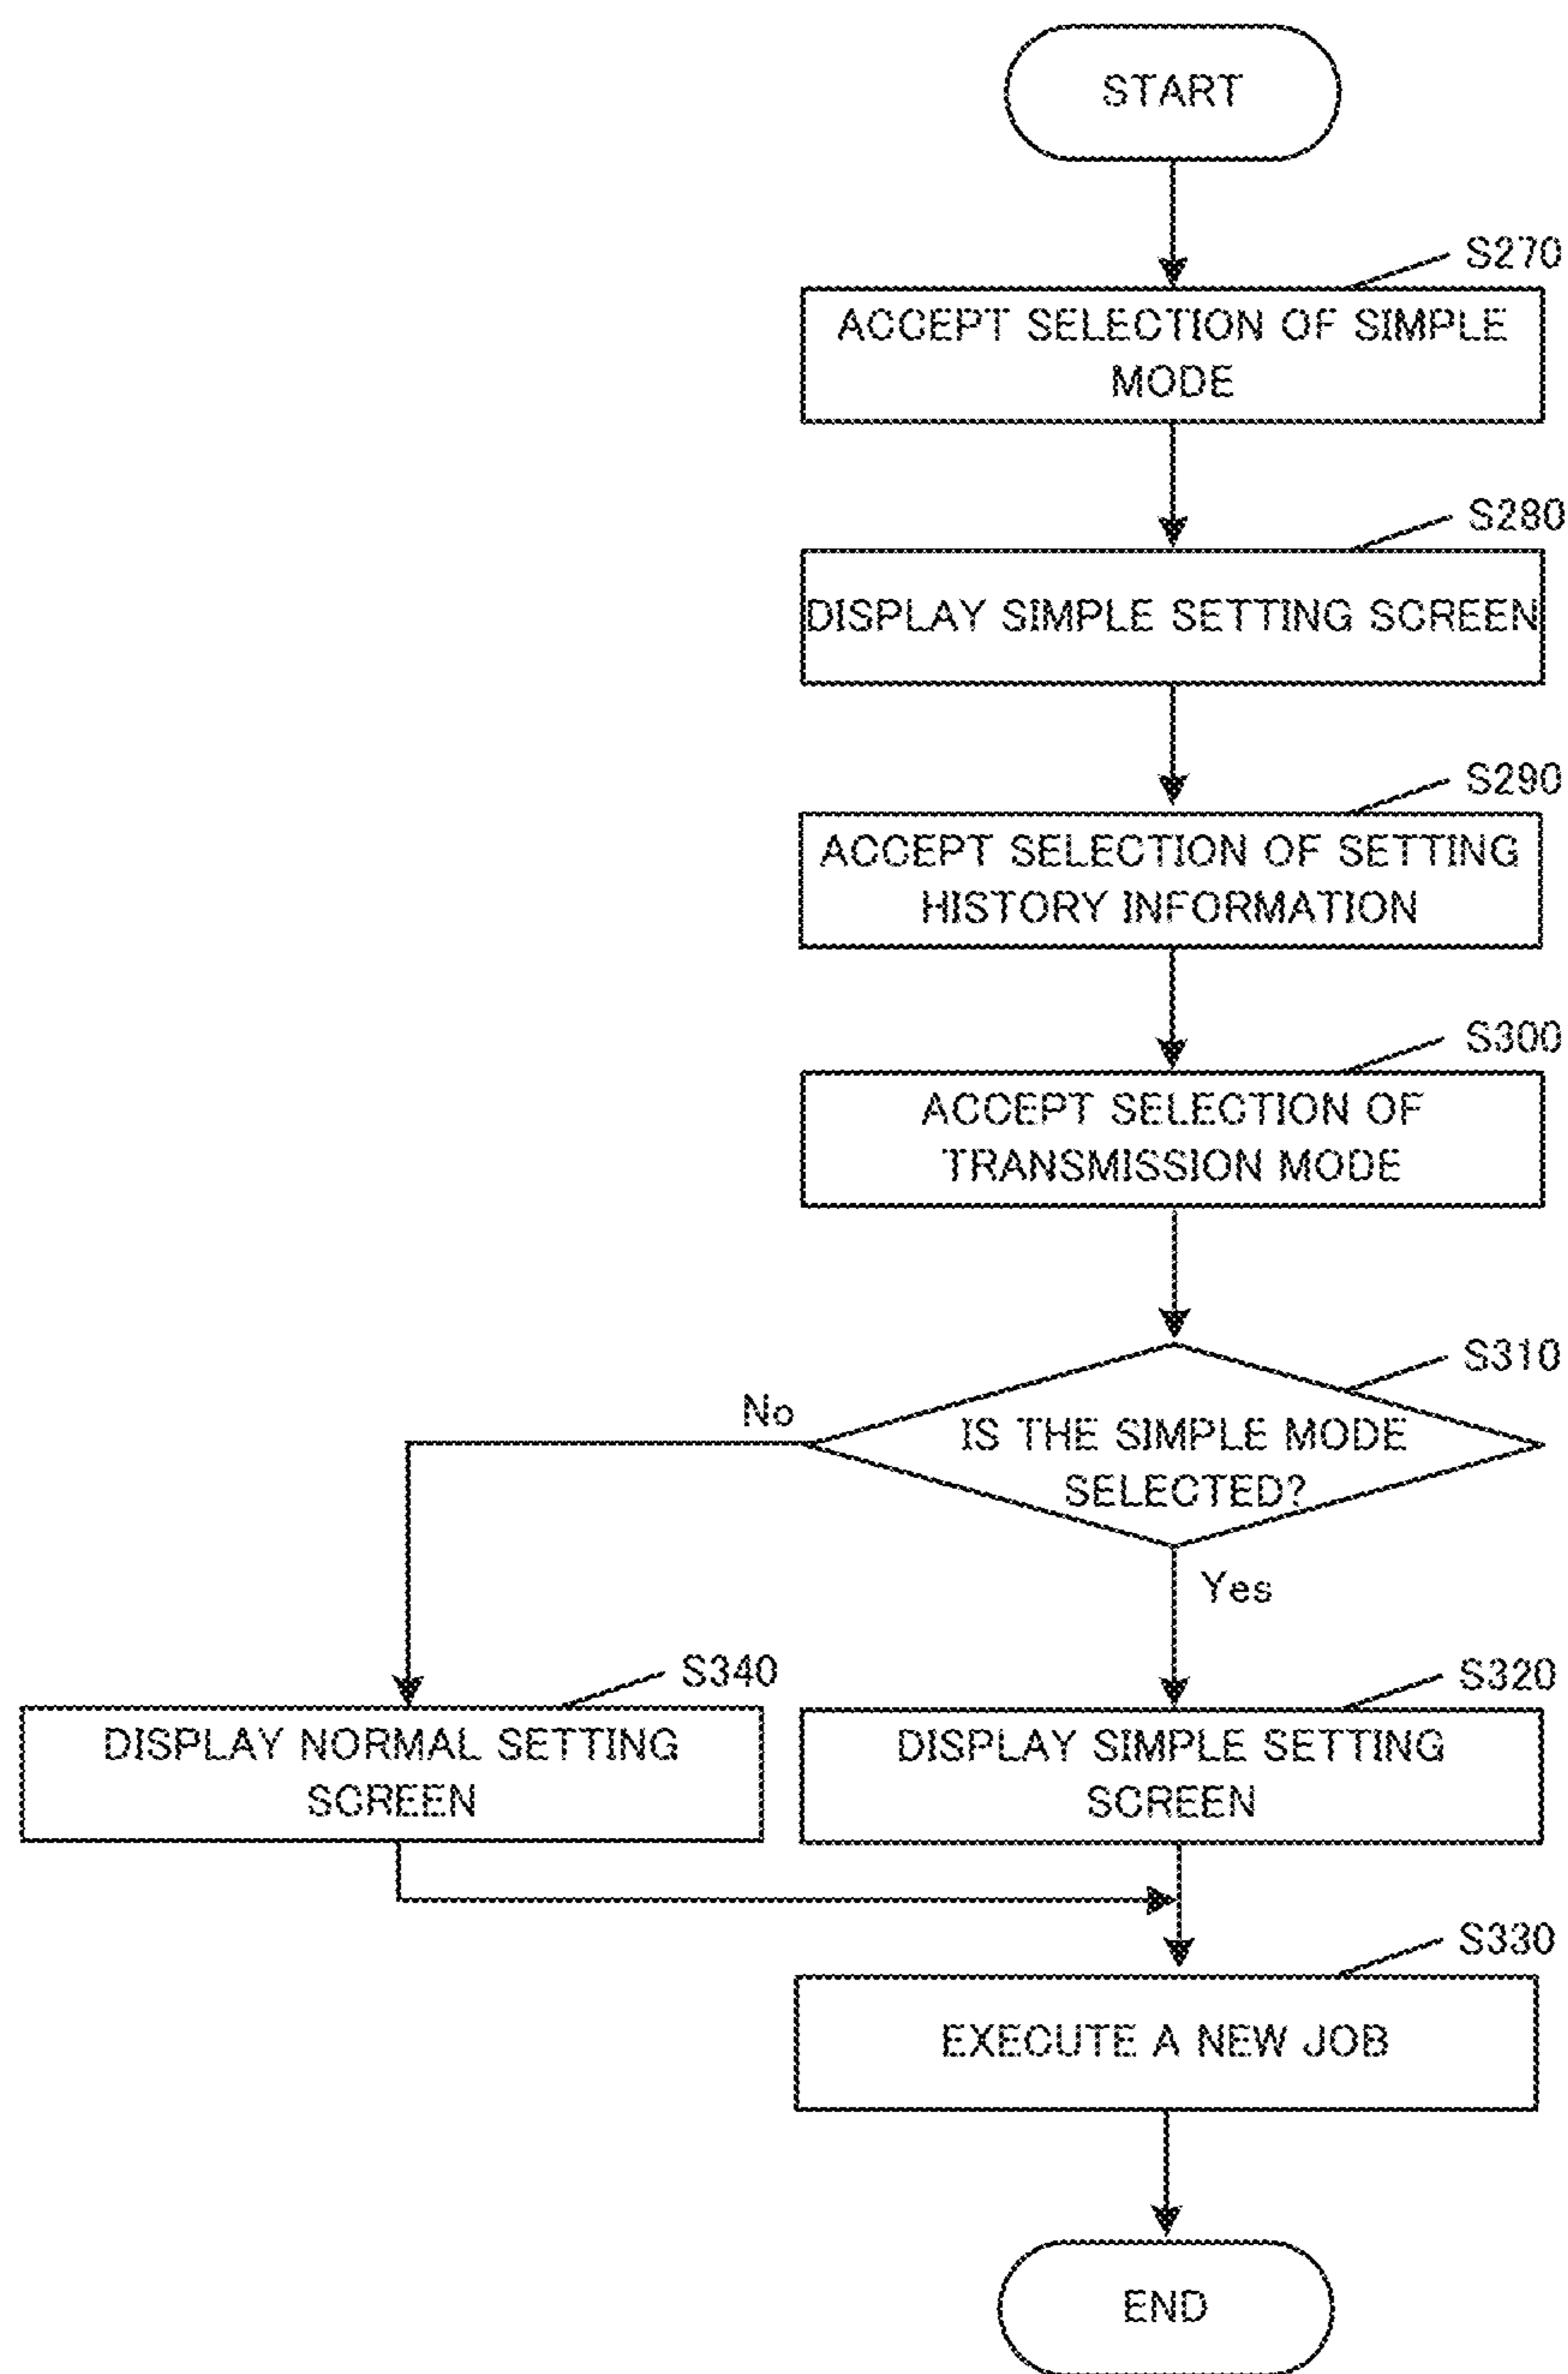 START
S270
ACCEPT SELECTION OF SIMPLE
MODE
S280
DISPLAY SIMPLE SETTING SCREEN
S290
ACCEPT SELECTION OF SETTING
HISTORY INFORMATION
S300
ACCEPT SELECTION OF
TRANSMISSION MODE
S310
No
IS THE SIMPLE MODE
SELECTED?
Yes
S340
DISPLAY NORMAL SETTING
SCREEN
S320
DISPLAY SIMPLE SETTING
SCREEN
S330
EXECUTE A NEW JOB
END